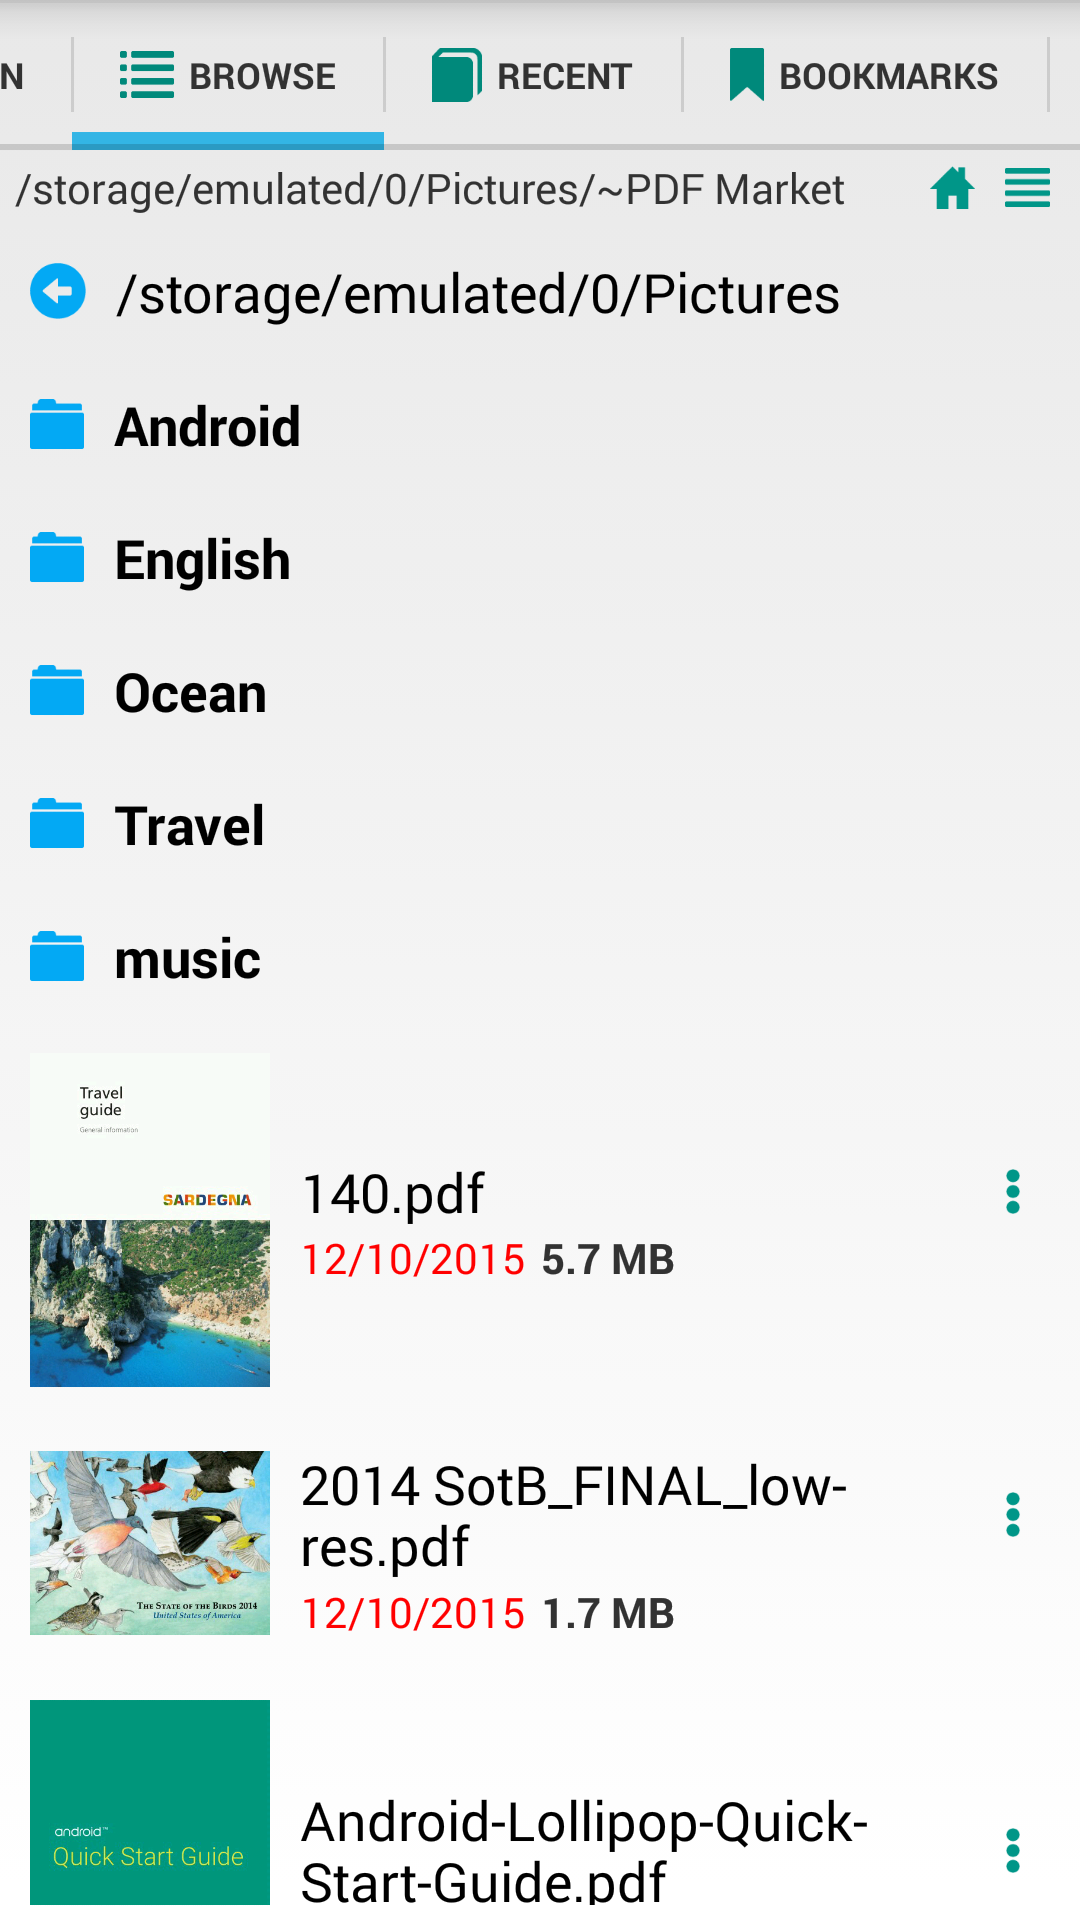 N
BROWSE
RECENT
BOOKMARKS
/storage/emulated/0/Pictures/~PDF Market
/storage/emulated/0/Pictures
Android
English
Ocean
Travel
music
Travel
guide
General information
SARDEGNA
140.pdf
12/10/2015 5.7 MB
THE STATE OF THE BIRDS 2014
United States of America
2014 SotB_FINAL_low-
res.pdf
12/10/2015 1.7 MB
android™
Quick Start Guide
Android-Lollipop-Quick-
Start-Guide.pdf